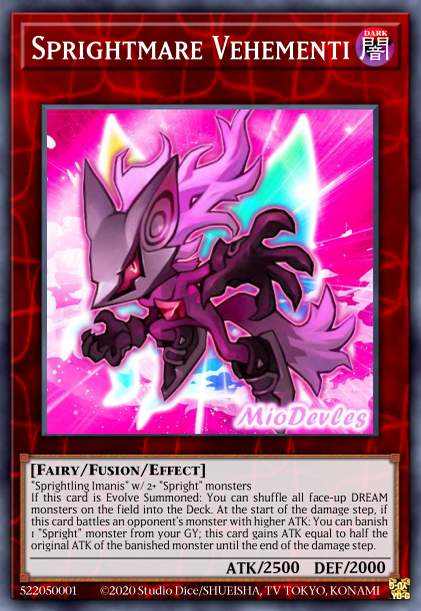 Sprightmare Vehementi
DARK
闇
MioDevles
[Fairy/Fusion/Effect]
"Sprightling Imanis" w/ 2+ "Spright" monsters
If this card is Evolve Summoned: You can shuffle all face-up DREAM
monsters on the field into the Deck. At the start of the damage step, if
this card battles an opponent's monster with higher ATK: You can banish
1 "Spright" monster from your GY; this card gains ATK equal to half the
original ATK of the banished monster until the end of the damage step.
ATK/2500 DEF/2000
522050001 ©2020 Studio Dice/SHUEISHA, TV TOKYO, KONAMI